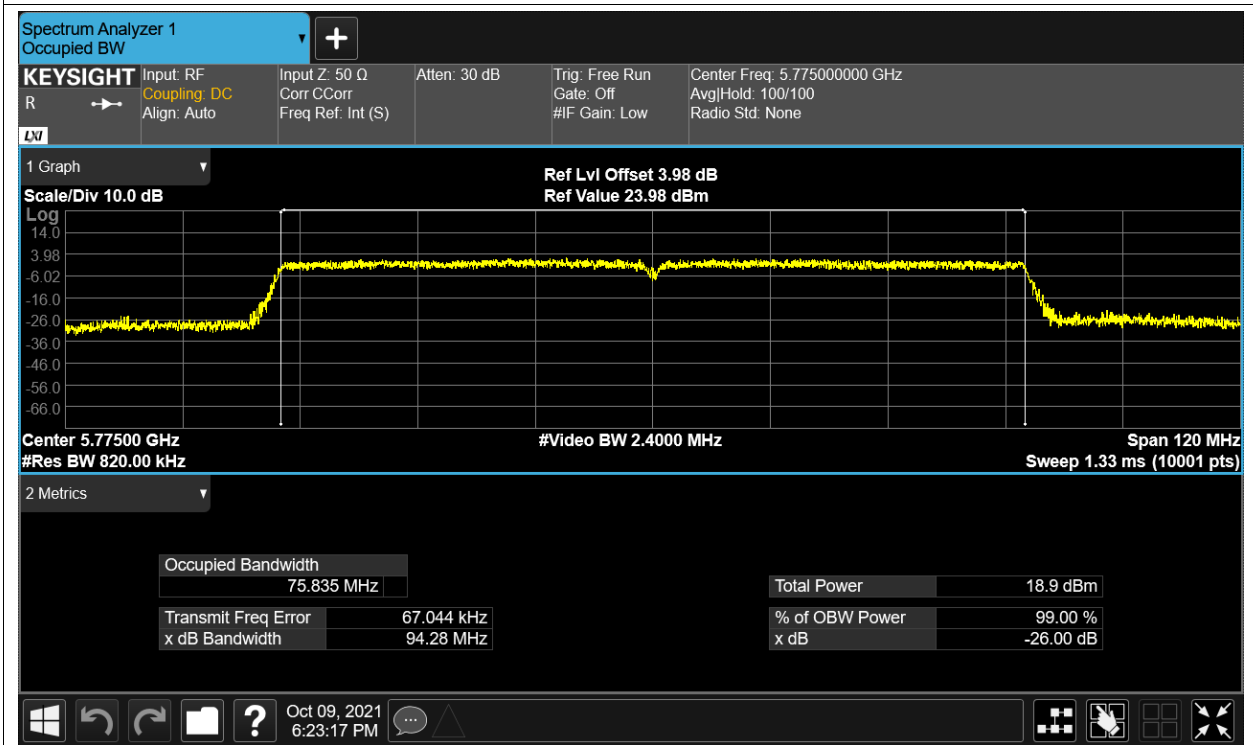 Spectrum Analyzer 1
Occupied BW
KEYSIGHT
R
LXI
Input: RF
Coupling: DC
Align: Auto
Input Z: 50 Ω
Corr CCorr
Freq Ref: Int (S)
Atten: 30 dB
Trig: Free Run
Gate: Off
#IF Gain: Low
Center Freq: 5.775000000 GHz
Avg|Hold: 100/100
Radio Std: None
1 Graph
Scale/Div 10.0 dB
Ref Lvl Offset 3.98 dB
Ref Value 23.98 dBm
Log
14.0
3.98
-6.02
-16.0
-26.0
-36.0
-46.0
-56.0
-66.0
Center 5.77500 GHz
#Video BW 2.4000 MHz
Span 120 MHz
#Res BW 820.00 kHz
Sweep 1.33 ms (10001 pts)
2 Metrics
Occupied Bandwidth
75.835 MHz
Transmit Freq Error 67.044 kHz
x dB Bandwidth 94.28 MHz
Total Power 18.9 dBm
% of OBW Power 99.00 %
x dB -26.00 dB
?
Oct 09, 2021
6:23:17 PM